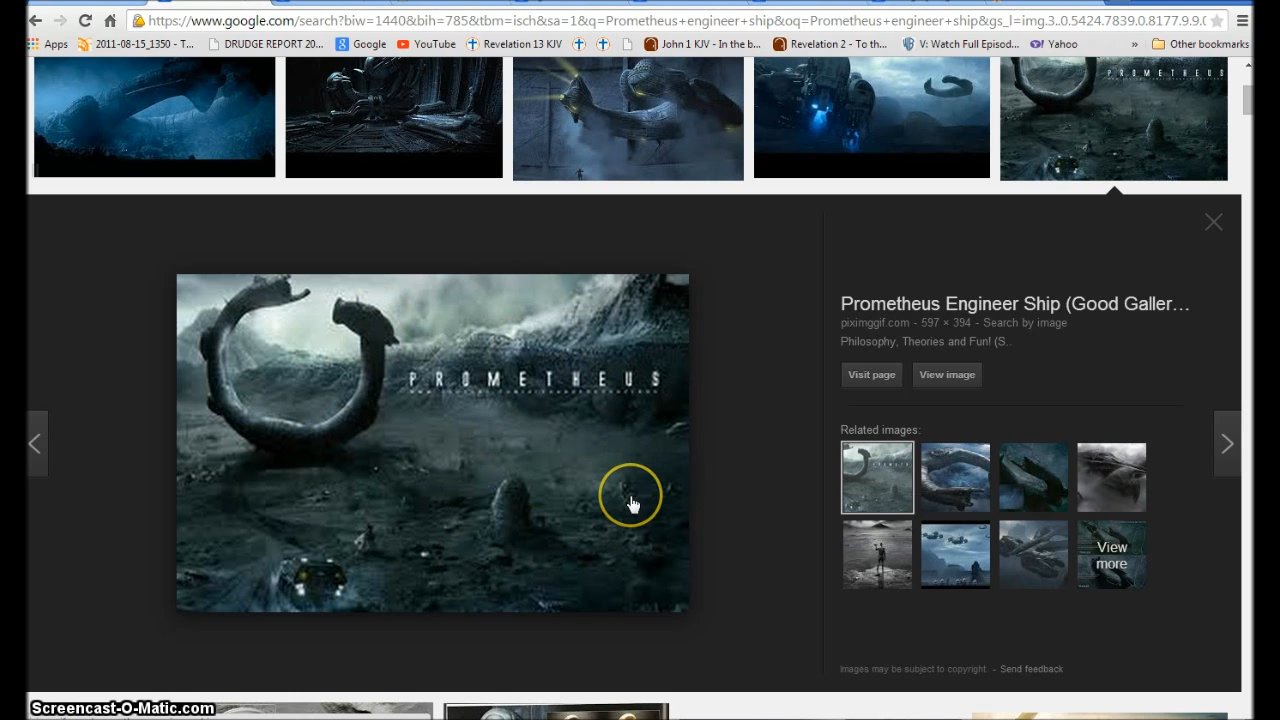 https://www.google.com/search?biw=1440&bih=785&tbm=isch&sa=1&q=Prometheus+engineer+ship&oq=Prometheus+engineer+ship&gs_l=img.3.0.5424.7839.0.8177.9.9.0
Apps 2011-08-15_1350 - T... DRUDGE REPORT 20... Google YouTube Revelation 13 KJV John 1 KJV - In the b... Revelation 2 - To th... V: Watch Full Episod... Yahoo » Other bookmarks
PROMETHEUS
Prometheus Engineer Ship (Good Galler...
piximggif.com - 597 × 394 - Search by image
Philosophy, Theories and Fun! (S..
Visit page View image
PROMETHEUS
Related images:
View
more
Images may be subject to copyright. - Send feedback
Screencast-O-Matic.com